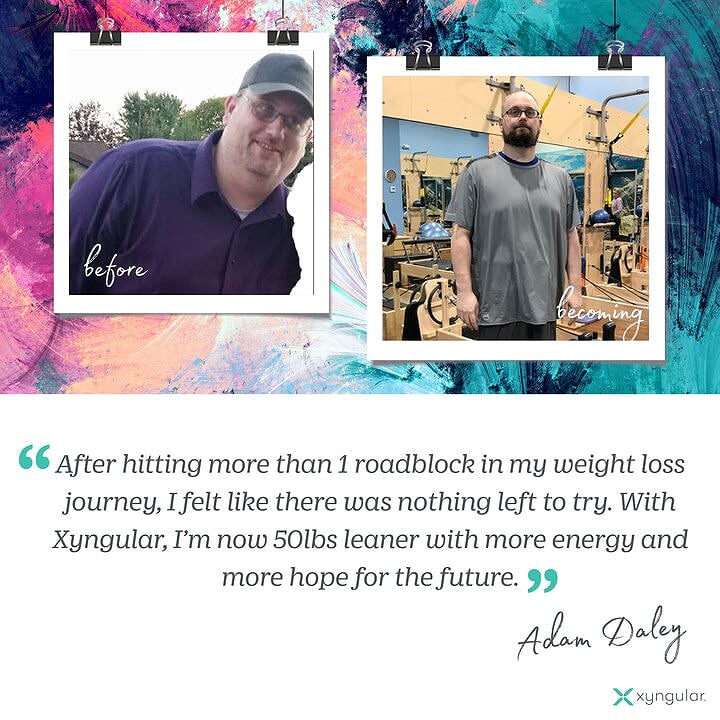 before
becoming
“ After hitting more than 1 roadblock in my weight loss
journey, I felt like there was nothing left to try. With
Xyngular, I’m now 50lbs leaner with more energy and
more hope for the future. ”
Adam Daley
xyngular.